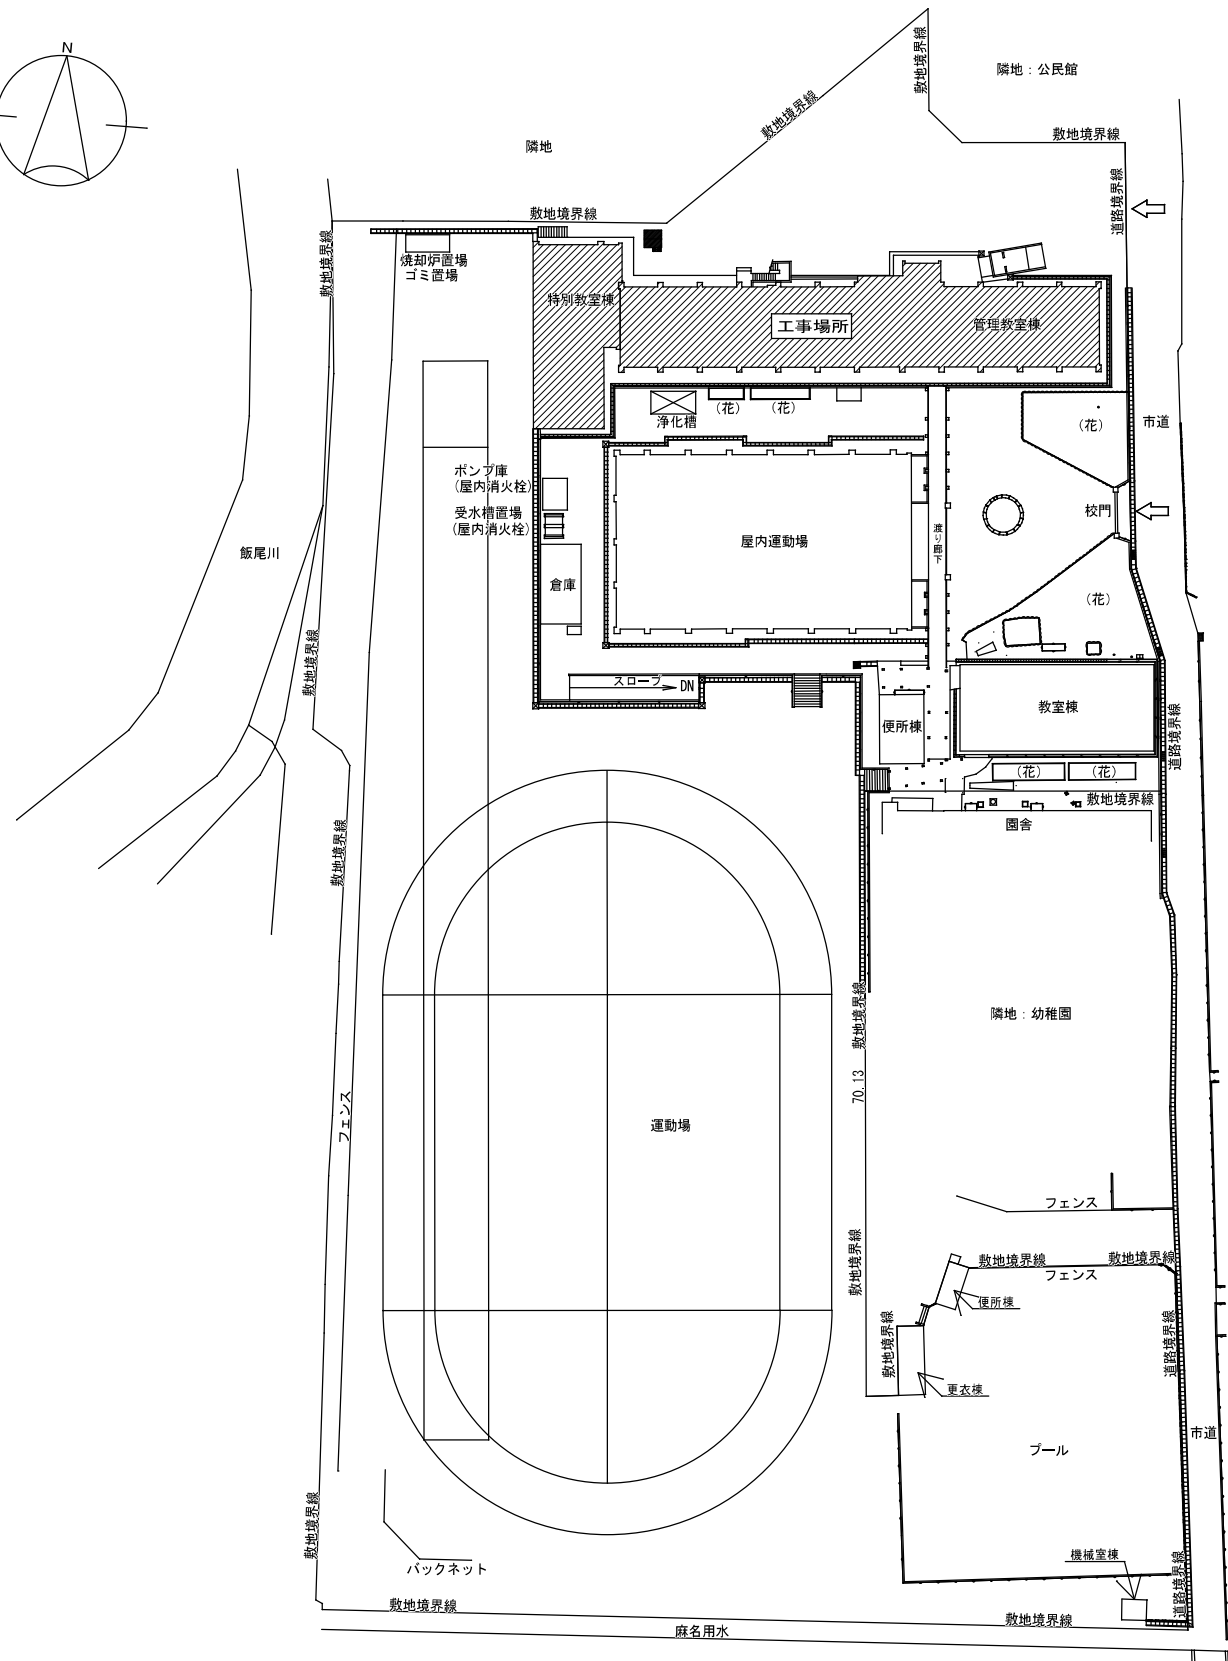 N
隣地：公民館
敷地境界線
敷地境界線
敷地境界線
隣地
道路境界線
敷地境界線
敷地境界線
焼却炉置場
ゴミ置場
特別教室棟
工事場所
管理教室棟
浄化槽
(花)
(花)
(花)
市道
ポンプ庫
(屋内消火栓)
受水槽置場
(屋内消火栓)
校門
飯尾川
屋内運動場
渡り廊下
倉庫
(花)
敷地境界線
スロープ
DN
便所棟
教室棟
道路境界線
(花)
(花)
敷地境界線
園舎
敷地境界線
敷地境界線
隣地：幼稚園
70.13
フェンス
運動場
フェンス
敷地境界線
敷地境界線
敷地境界線
フェンス
便所棟
敷地境界線
道路境界線
更衣棟
プール
市道
敷地境界線
バックネット
機械室棟
道路境界線
敷地境界線
敷地境界線
麻名用水